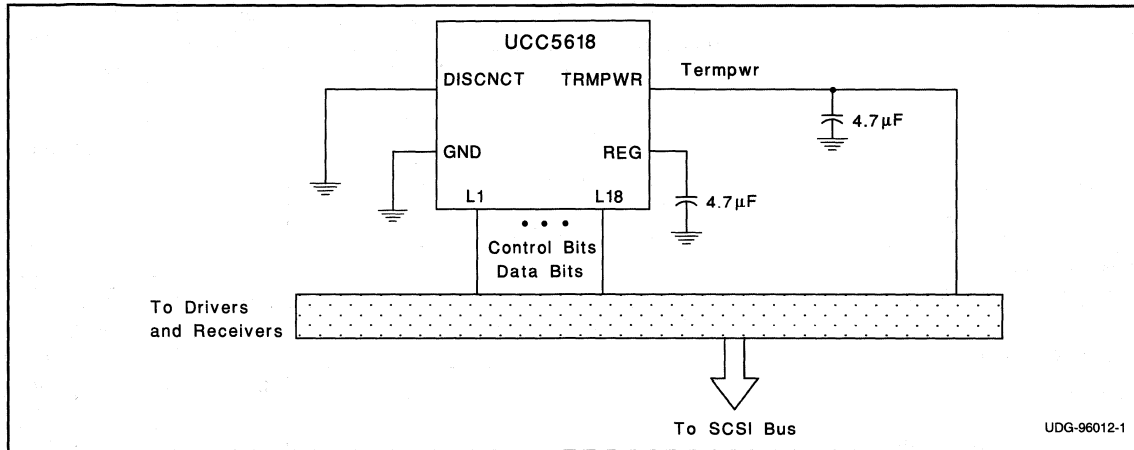 UCC5618
DISCNCT TRMPWR
Termpwr
4.7µF
GND REG
4.7µF
L1 L18
• • •
Control Bits
Data Bits
To Drivers
and Receivers
To SCSI Bus
UDG-96012-1